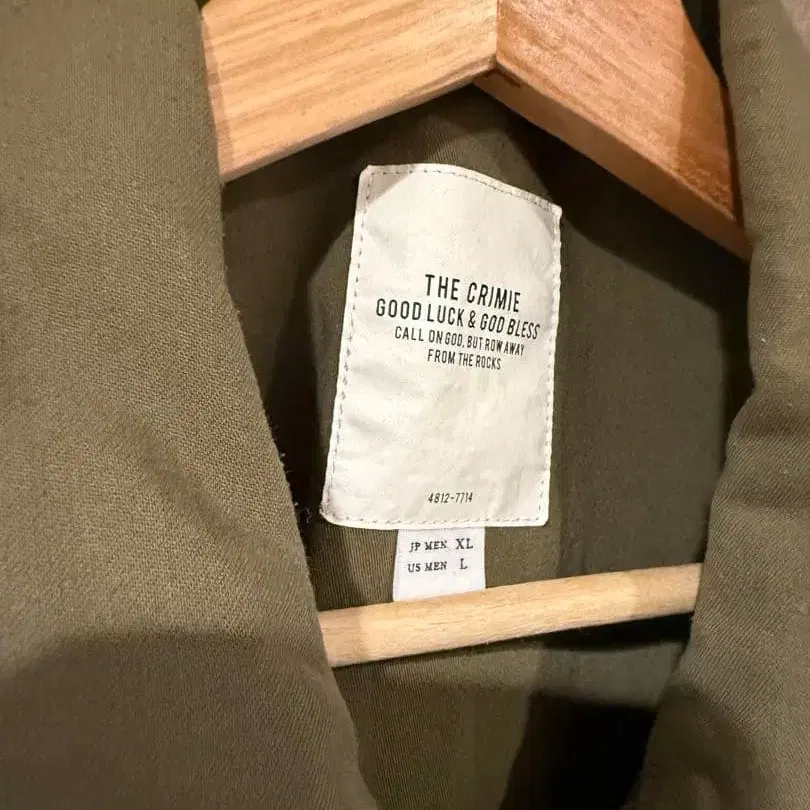 THE CRIMIE
GOOD LUCK & GOD BLESS
CALL ON GOD, BUT ROW AWAY
FROM THE ROCKS
4812-7714
JP MEN XL
US MEN L